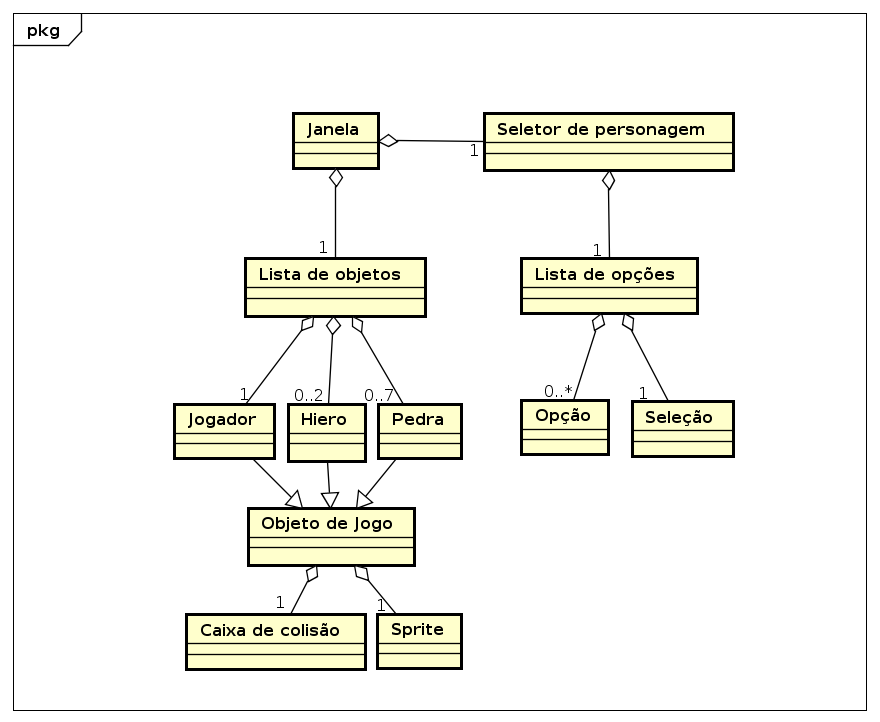 pkg
Janela
Seletor de personagem
1
1
1
Lista de objetos
Lista de opções
1
0..2
0..7
0..*
1
Jogador
Hiero
Pedra
Opção
Seleção
Objeto de Jogo
1
1
Caixa de colisão
Sprite